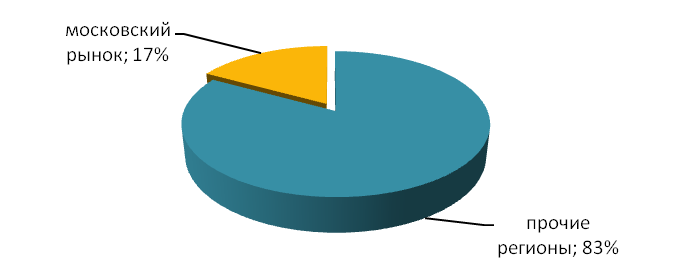 московский
рынок; 17%
прочие
регионы; 83%